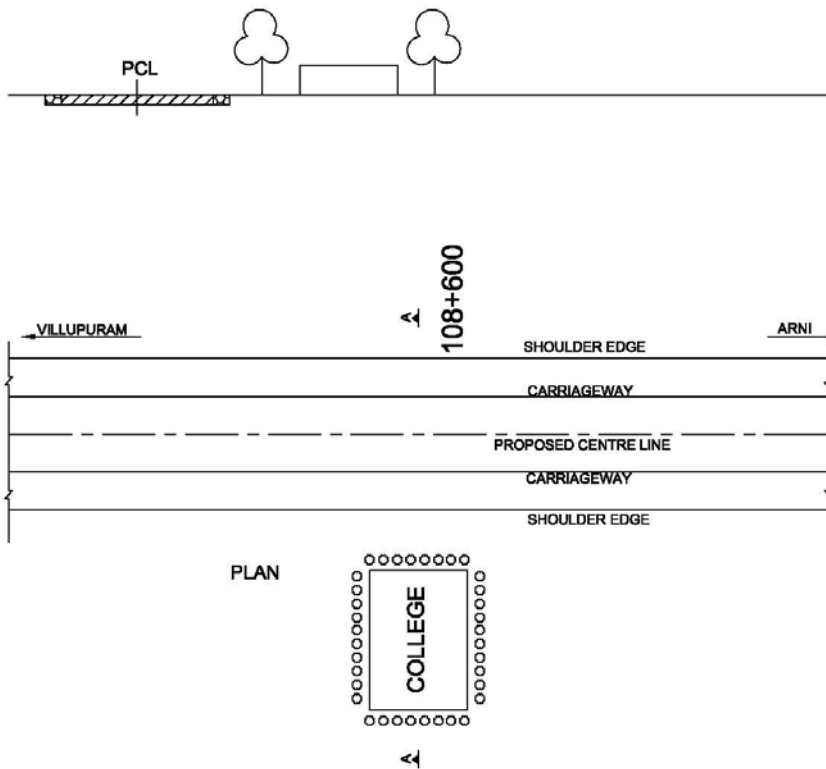 PCL
A
108+600
VILLUPURAM
ARNI
SHOULDER EDGE
CARRIAGEWAY
PROPOSED CENTRE LINE
CARRIAGEWAY
SHOULDER EDGE
PLAN
COLLEGE
A